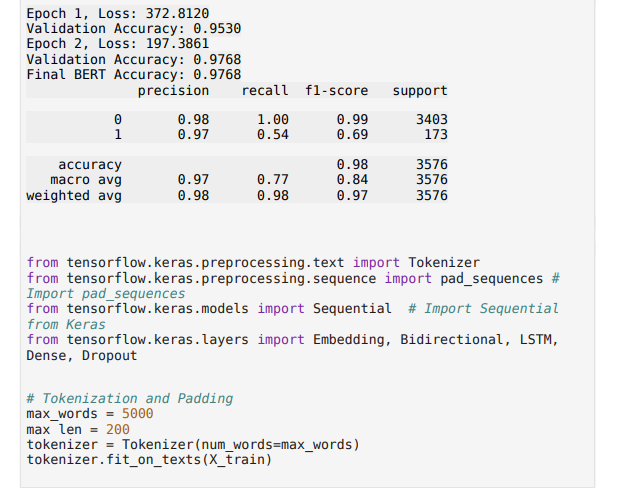 Epoch 1, Loss: 372.8120
Validation Accuracy: 0.9530
Epoch 2, Loss: 197.3861
Validation Accuracy: 0.9768
Final BERT Accuracy: 0.9768
precision recall f1-score support
0 0.98 1.00 0.99 3403
1 0.97 0.54 0.69 173
accuracy 0.98 3576
macro avg 0.97 0.77 0.84 3576
weighted avg 0.98 0.98 0.97 3576
from tensorflow.keras.preprocessing.text import Tokenizer
from tensorflow.keras.preprocessing.sequence import pad_sequences #
Import pad_sequences
from tensorflow.keras.models import Sequential # Import Sequential
from Keras
from tensorflow.keras.layers import Embedding, Bidirectional, LSTM,
Dense, Dropout
# Tokenization and Padding
max_words = 5000
max len = 200
tokenizer = Tokenizer(num_words=max_words)
tokenizer.fit_on_texts(X_train)